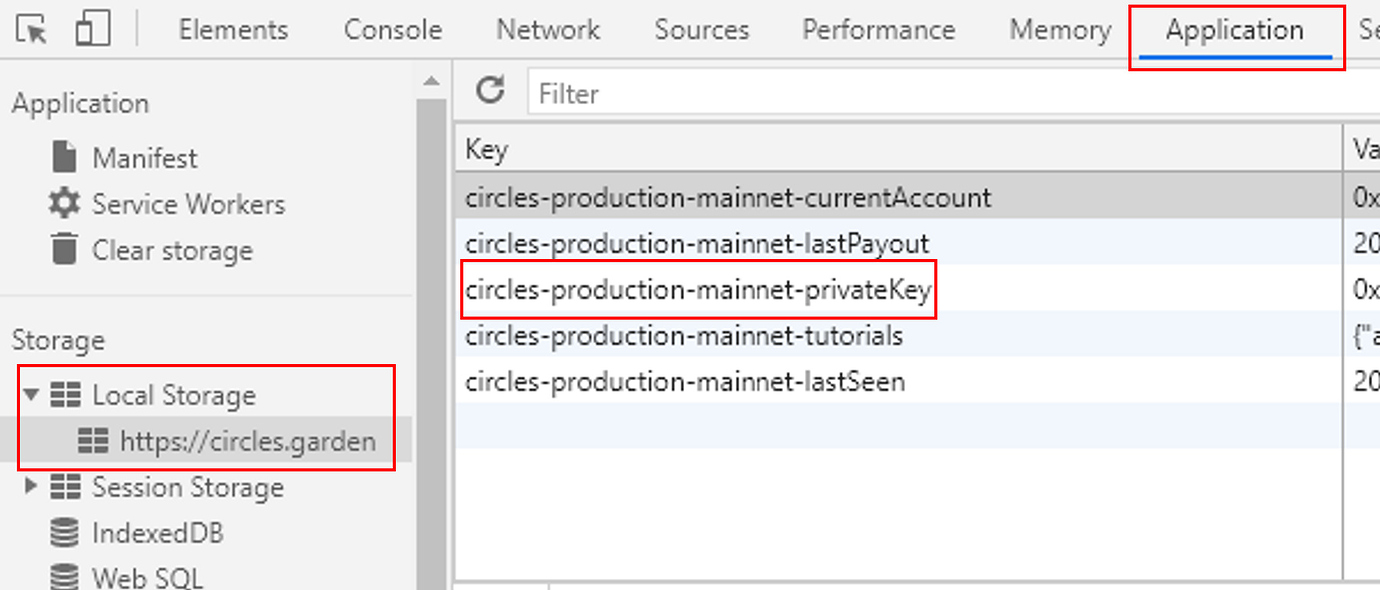 Elements Console Network Sources Performance Memory Application Se
Application
Manifest
Service Workers
Clear storage
Storage
Local Storage
https://circles.garden
Session Storage
IndexedDB
Web SQL
Filter
Key Va
circles-production-mainnet-currentAccount 0x
circles-production-mainnet-lastPayout 20
circles-production-mainnet-privateKey 0x
circles-production-mainnet-tutorials {"a
circles-production-mainnet-lastSeen 20